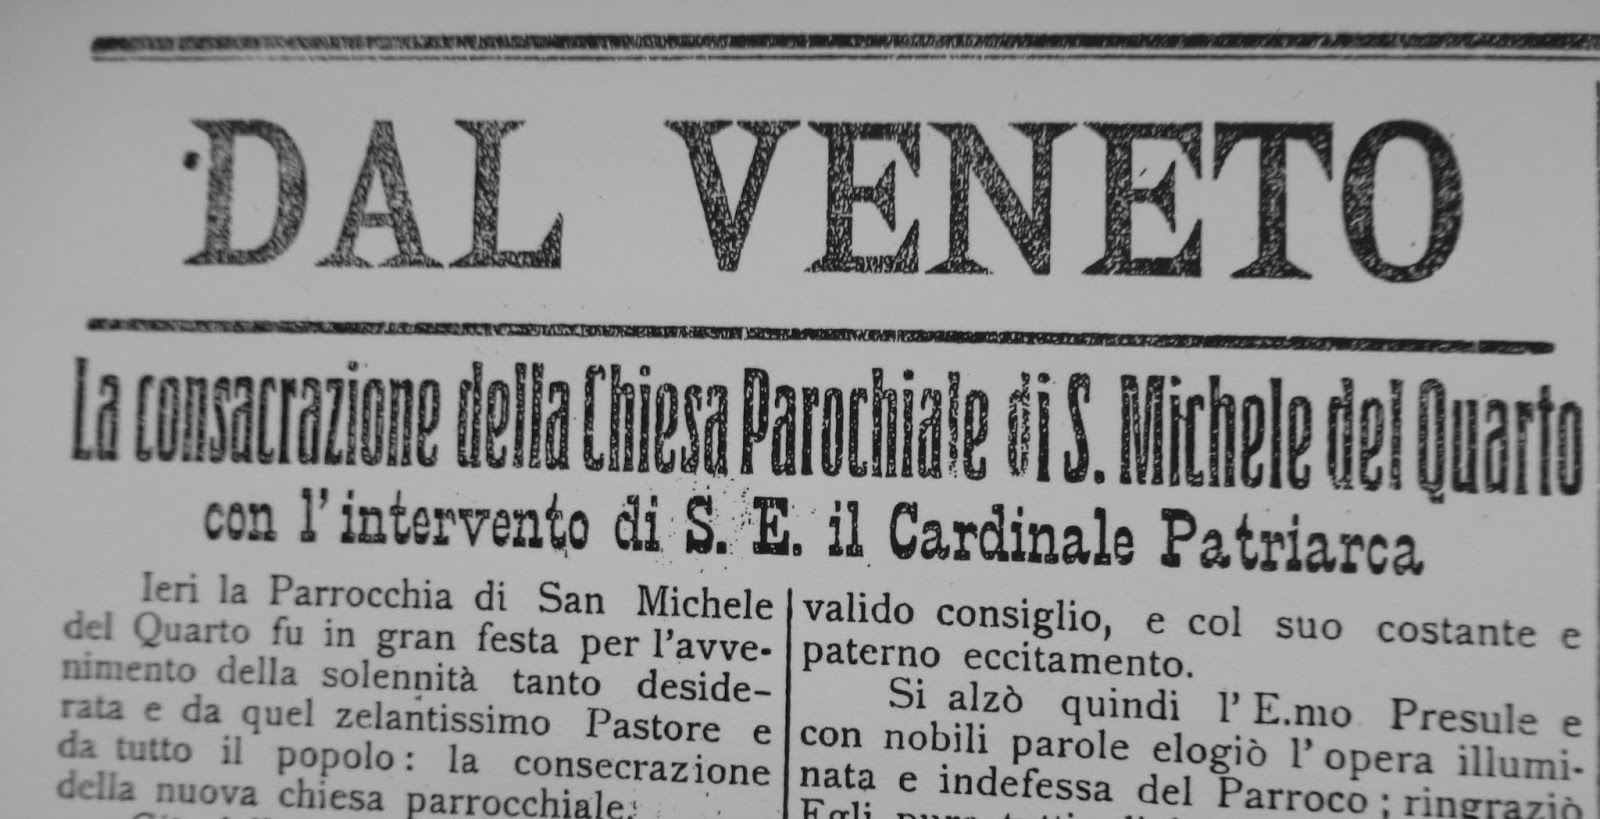 DAL VENETO
La consacrazione della Chiesa Parochiale di S. Michele del Quarto
con l'intervento di S. E. il Cardinale Patriarca
Ieri la Parrocchia di San Michele
del Quarto fu in gran festa per l'avve-
nimento della solennità tanto deside-
rata e da quel zelantissimo Pastore e
da tutto il popolo: la consecrazione
della nuova chiesa parrocchiale:
valido consiglio, e col suo costante e
paterno eccitamento.
Si alzò quindi l'E.mo Presule e
con nobili parole elogiò l'opera illumi-
nata e indefessa del Parroco; ringraziò
Egli pure tutti